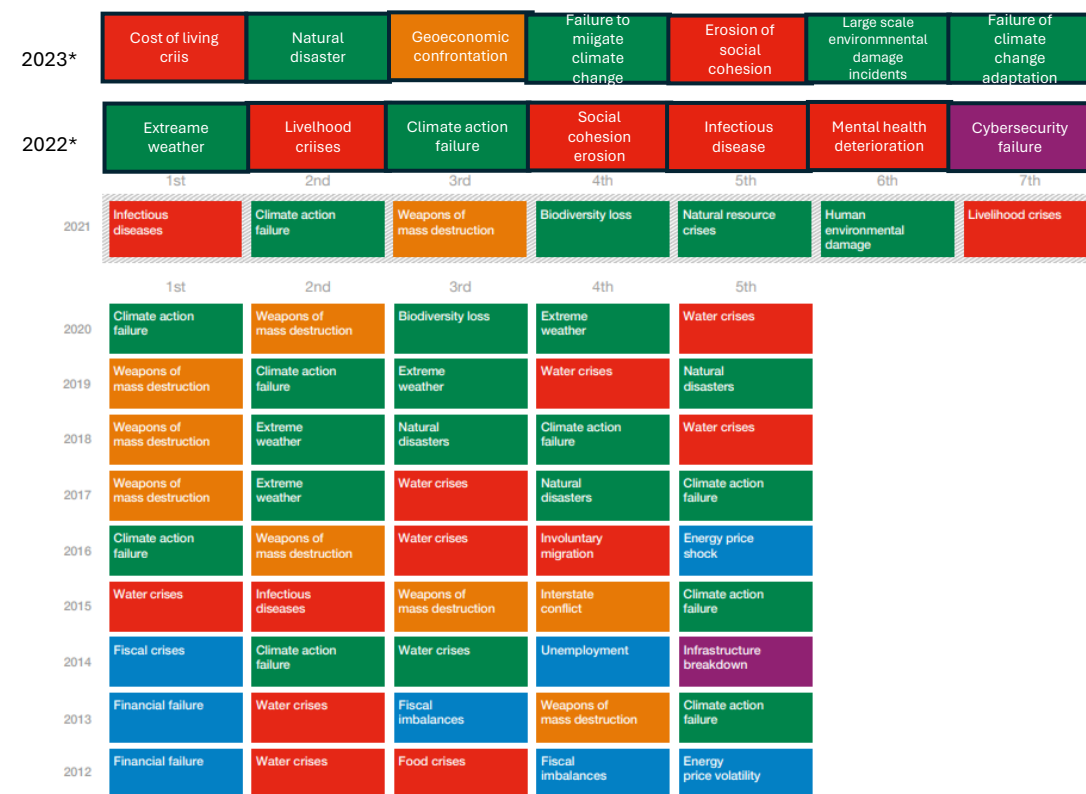 2023*
Cost of living
criis
Natural
disaster
Geoeconomic
confrontation
Failure to
miigate
climate
change
Erosion of
social
cohesion
Large scale
environmnental
damage
incidents
Failure of
climate
change
adaptation
2022*
Extreame
weather
Livelhood
criises
Climate action
failure
Social
cohesion
erosion
Infectious
disease
Mental health
deterioration
Cybersecurity
failure
1st
2nd
3rd
4th
5th
6th
7th
2021
Infectious
diseases
Climate action
failure
Weapons of
mass destruction
Biodiversity loss
Natural resource
crises
Human
environmental
damage
Livelihood crises
1st
2nd
3rd
4th
5th
2020
Climate action
failure
Weapons of
mass destruction
Biodiversity loss
Extreme
weather
Water crises
2019
Weapons of
mass destruction
Climate action
failure
Extreme
weather
Water crises
Natural
disasters
2018
Weapons of
mass destruction
Extreme
weather
Natural
disasters
Climate action
failure
Water crises
2017
Weapons of
mass destruction
Extreme
weather
Water crises
Natural
disasters
Climate action
failure
2016
Climate action
failure
Weapons of
mass destruction
Water crises
Involuntary
migration
Energy price
shock
2015
Water crises
Infectious
diseases
Weapons of
mass destruction
Interstate
conflict
Climate action
failure
2014
Fiscal crises
Climate action
failure
Water crises
Unemployment
Infrastructure
breakdown
2013
Financial failure
Water crises
Fiscal
imbalances
Weapons of
mass destruction
Climate action
failure
2012
Financial failure
Water crises
Food crises
Fiscal
imbalances
Energy
price volatility